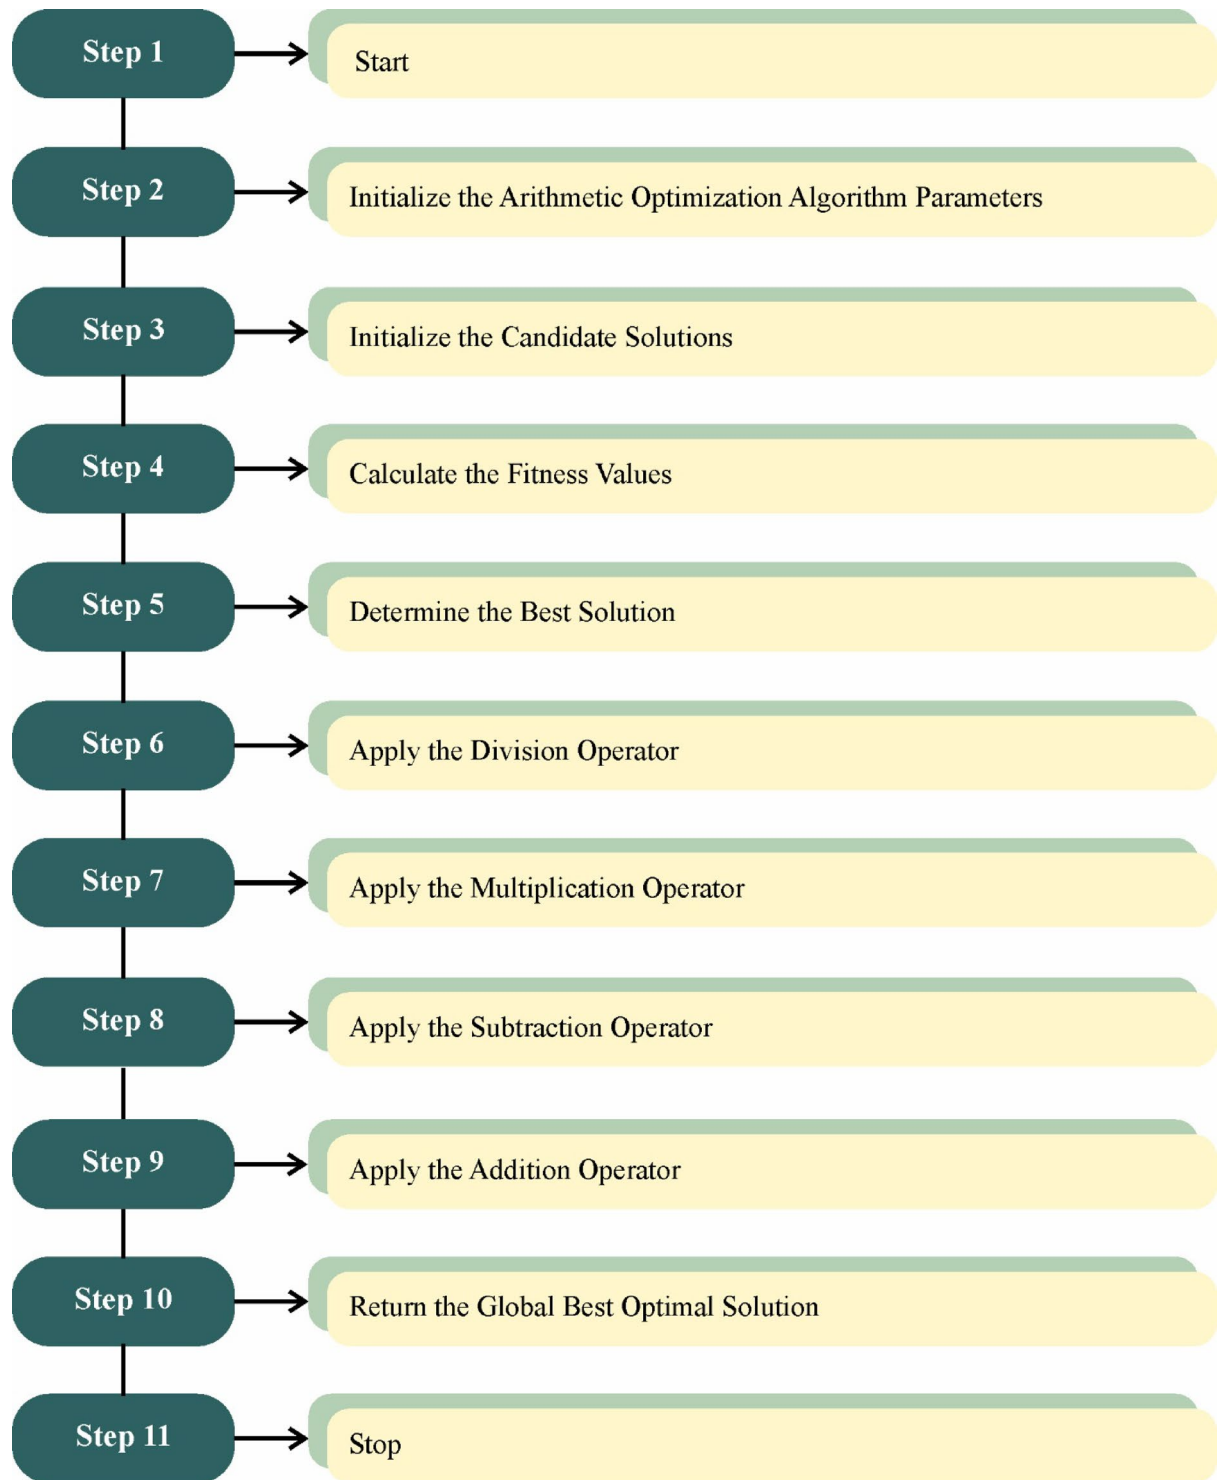 Step 1
Start
Step 2
Initialize the Arithmetic Optimization Algorithm Parameters
Step 3
Initialize the Candidate Solutions
Step 4
Calculate the Fitness Values
Step 5
Determine the Best Solution
Step 6
Apply the Division Operator
Step 7
Apply the Multiplication Operator
Step 8
Apply the Subtraction Operator
Step 9
Apply the Addition Operator
Step 10
Return the Global Best Optimal Solution
Step 11
Stop